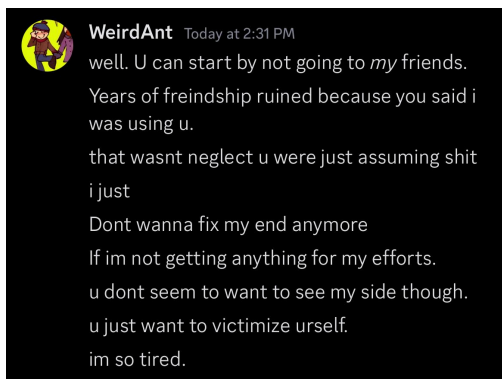 WeirdAnt Today at 2:31 PM
well. U can start by not going to my friends.
Years of freindship ruined because you said i
was using u.
that wasnt neglect u were just assuming shit
i just
Dont wanna fix my end anymore
If im not getting anything for my efforts.
u dont seem to want to see my side though.
u just want to victimize urself.
im so tired.